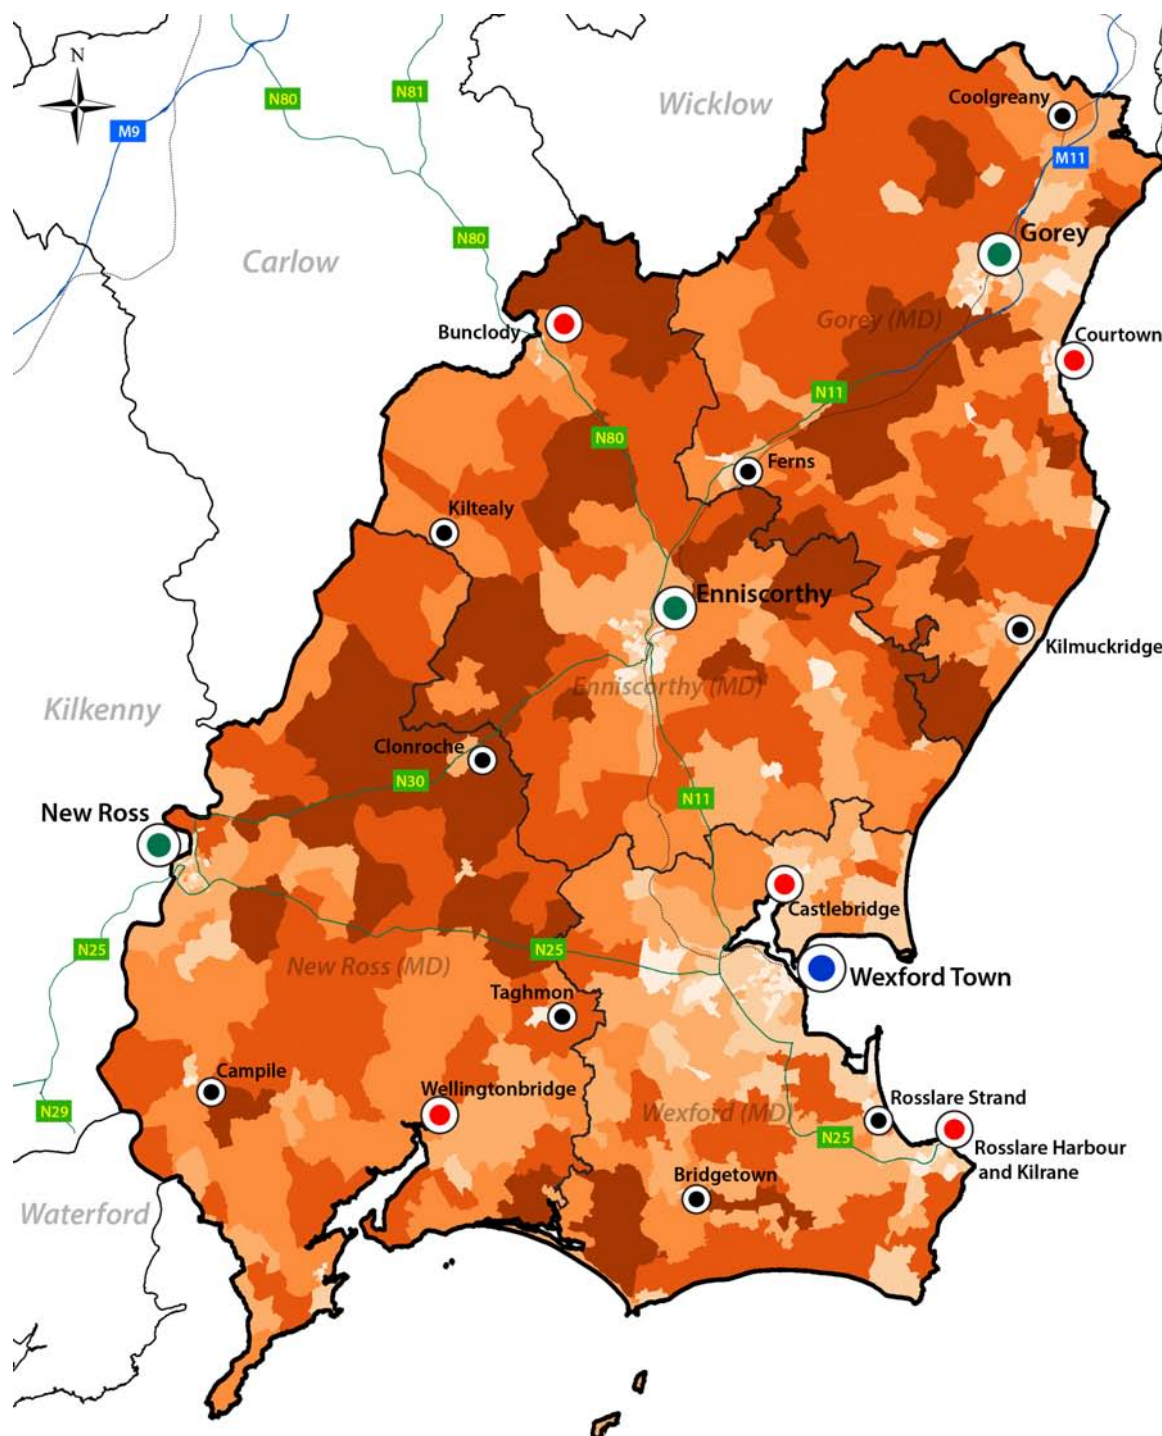 N
Wicklow
Coolgreany
N80
N81
M9
M11
Gorey
N80
Carlow
Bunclody
Gorey (MD)
Courtown
N11
N80
Ferns
Kiltealy
Enniscorthy
Kilmuckridge
Enniscorthy (MD)
Kilkenny
Clonroche
N30
N11
New Ross
Castlebridge
N25
New Ross (MD)
N25
Wexford Town
Taghmon
Campile
Wellingtonbridge
N29
Wexford (MD)
Rosslare Strand
N25
Rosslare Harbour
and Kilrane
Bridgetown
Waterford